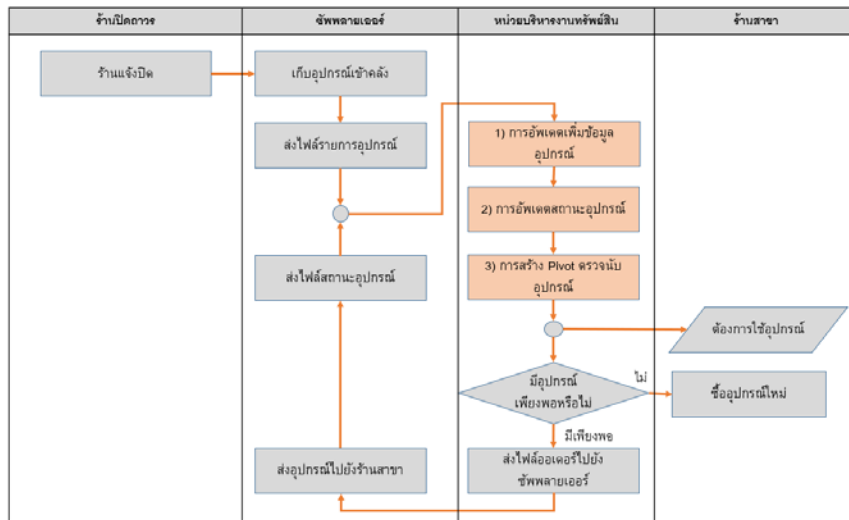 ร้านปิดถาวร
ซัพพลายเออร์
หน่วยบริหารงานทรัพย์สิน
ร้านสาขา
ร้านแจ้งปิด
เก็บอุปกรณ์เข้าคลัง
ส่งไฟล์รายการอุปกรณ์
1) การอัพเดตเพิ่มข้อมูล
อุปกรณ์
2) การอัพเดตสถานะอุปกรณ์
ส่งไฟล์สถานะอุปกรณ์
3) การสร้าง Pivot ตรวจนับ
อุปกรณ์
ต้องการใช้อุปกรณ์
มีอุปกรณ์
เพียงพอหรือไม่
ไม่
ซื้ออุปกรณ์ใหม่
มีเพียงพอ
ส่งอุปกรณ์ไปยังร้านสาขา
ส่งไฟล์ออเดอร์ไปยัง
ซัพพลายเออร์